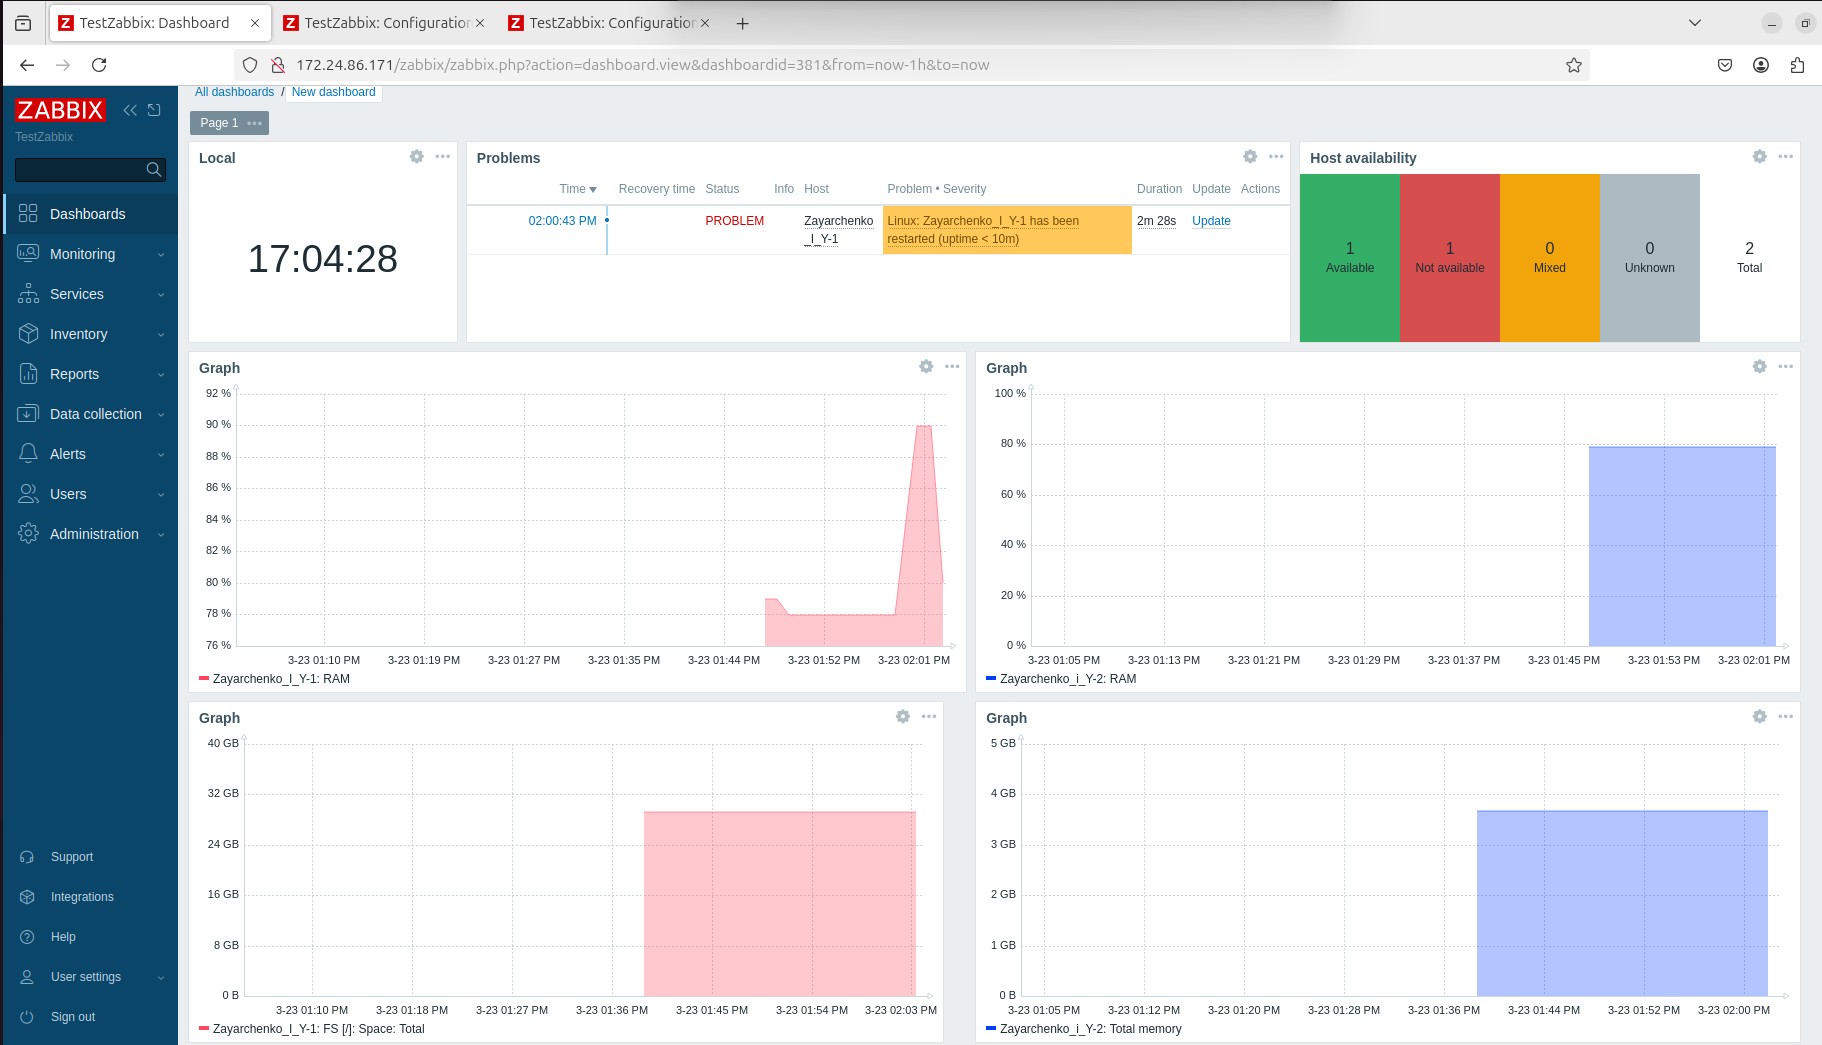 TestZabbix: Dashboard
TestZabbix: Configuration
TestZabbix: Configuration
172.24.86.171/zabbix/zabbix.php?action=dashboard.view&dashboardid=381&from=now-1h&to=now
ZABBIX
TestZabbix
Dashboards
Monitoring
Services
Inventory
Reports
Data collection
Alerts
Users
Administration
Support
Integrations
Help
User settings
Sign out
All dashboards / New dashboard
Page 1
Local
17:04:28
Problems
Time Recovery time Status Info Host Problem • Severity Duration Update Actions
02:00:43 PM PROBLEM Zayarchenko Linux: Zayarchenko_I_Y-1 has been 2m 28s Update
_I_Y-1 restarted (uptime < 10m)
Host availability
1 1 0 0 2
Available Not available Mixed Unknown Total
Graph
92 %
90 %
88 %
86 %
84 %
82 %
80 %
78 %
76 %
3-23 01:10 PM 3-23 01:19 PM 3-23 01:27 PM 3-23 01:35 PM 3-23 01:44 PM 3-23 01:52 PM 3-23 02:01 PM
Zayarchenko_I_Y-1: RAM
Graph
100 %
80 %
60 %
40 %
20 %
0 %
3-23 01:05 PM 3-23 01:13 PM 3-23 01:21 PM 3-23 01:29 PM 3-23 01:37 PM 3-23 01:45 PM 3-23 01:53 PM 3-23 02:01 PM
Zayarchenko_i_Y-2: RAM
Graph
40 GB
32 GB
24 GB
16 GB
8 GB
0 B
3-23 01:10 PM 3-23 01:18 PM 3-23 01:27 PM 3-23 01:36 PM 3-23 01:45 PM 3-23 01:54 PM 3-23 02:03 PM
Zayarchenko_I_Y-1: FS [/]: Space: Total
Graph
5 GB
4 GB
3 GB
2 GB
1 GB
0 B
3-23 01:05 PM 3-23 01:12 PM 3-23 01:20 PM 3-23 01:28 PM 3-23 01:36 PM 3-23 01:44 PM 3-23 01:52 PM 3-23 02:00 PM
Zayarchenko_i_Y-2: Total memory